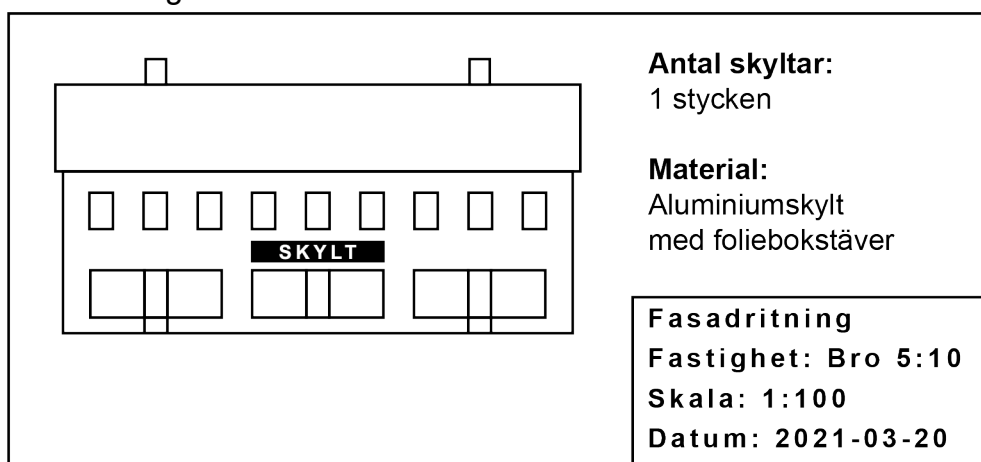 Antal skyltar:
1 stycken
Material:
Aluminiumskylt
med foliebokstäver
SKYLT
Fasadritning
Fastighet: Bro 5:10
Skala: 1:100
Datum: 2021-03-20